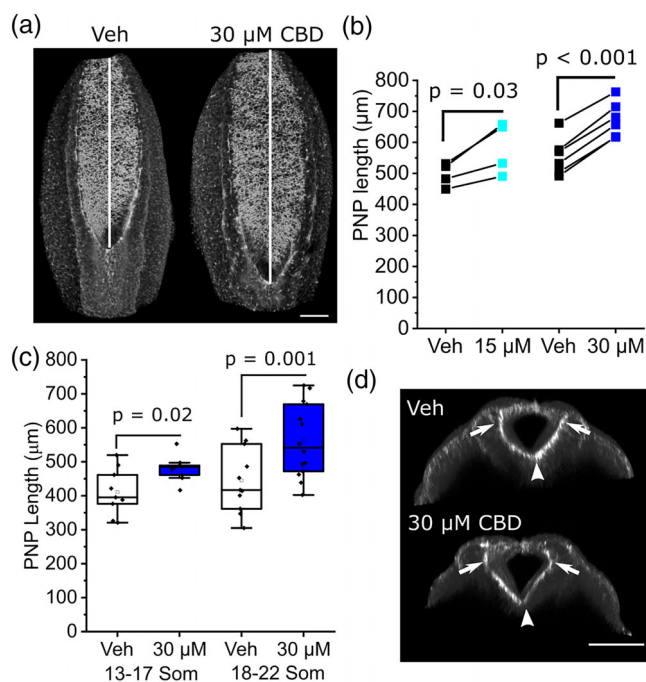 (a)
Veh
30 µM CBD
(b)
p = 0.03
p < 0.001
PNP length (µm)
800
700
600
500
400
300
200
100
0
Veh
15 µM
Veh
30 µM
(c)
p = 0.02
p = 0.001
PNP Length (µm)
800
700
600
500
400
300
200
100
0
Veh
30 µM
Veh
30 µM
13-17 Som
18-22 Som
(d)
Veh
30 µM CBD